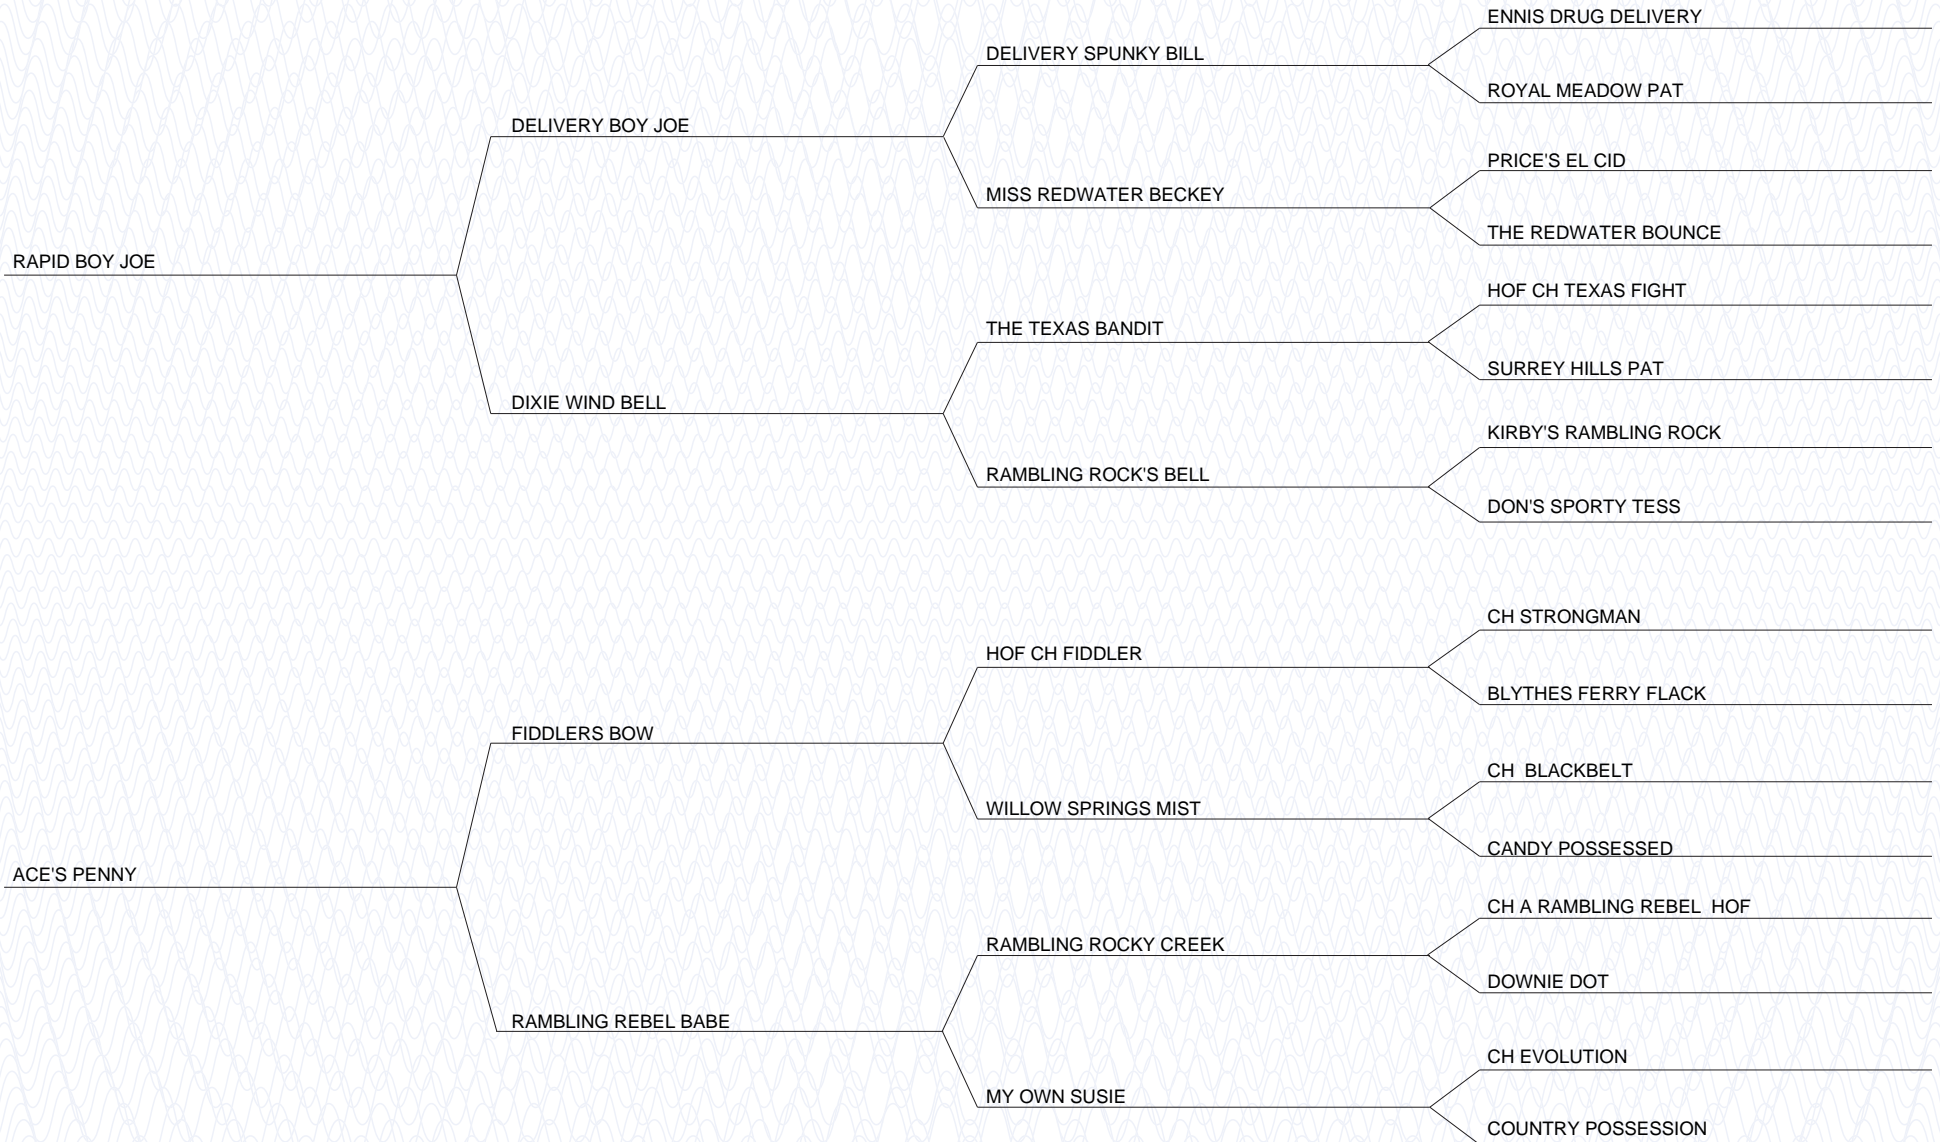 ENNIS DRUG DELIVERY
DELIVERY SPUNKY BILL
ROYAL MEADOW PAT
DELIVERY BOY JOE
PRICE'S EL CID
MISS REDWATER BECKEY
THE REDWATER BOUNCE
RAPID BOY JOE
HOF CH TEXAS FIGHT
THE TEXAS BANDIT
SURREY HILLS PAT
DIXIE WIND BELL
KIRBY'S RAMBLING ROCK
RAMBLING ROCK'S BELL
DON'S SPORTY TESS
CH STRONGMAN
HOF CH FIDDLER
BLYTHES FERRY FLACK
FIDDLERS BOW
CH  BLACKBELT
WILLOW SPRINGS MIST
CANDY POSSESSED
ACE'S PENNY
CH A RAMBLING REBEL  HOF
RAMBLING ROCKY CREEK
DOWNIE DOT
RAMBLING REBEL BABE
CH EVOLUTION
MY OWN SUSIE
COUNTRY POSSESSION